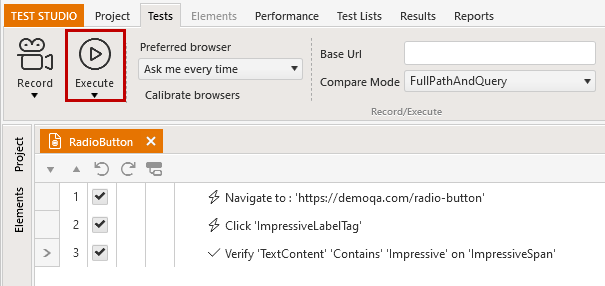 TEST STUDIO Project Tests Elements Performance Test Lists Results Reports
Preferred browser
Base Url
Ask me every time
Record Execute
Compare Mode FullPathAndQuery
Calibrate browsers
Record/Execute
Project
Elements
RadioButton
1 Navigate to : 'https://demoqa.com/radio-button'
2 Click 'ImpressiveLabelTag'
3 Verify 'TextContent' 'Contains' 'Impressive' on 'ImpressiveSpan'